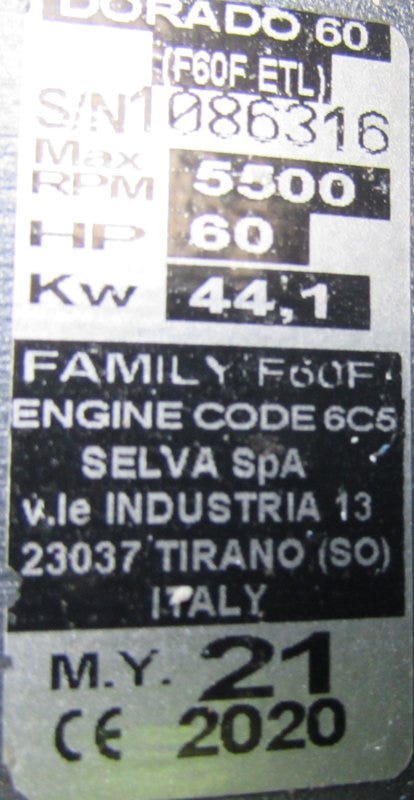 DORADO 60
(F60F ETL)
S/N1086316
Max
RPM 5500
HP 60
Kw 44,1
FAMILY F60F
ENGINE CODE 6C5
SELVA SpA
v.le INDUSTRIA 13
23037 TIRANO (SO)
ITALY
M.Y. 21
CE 2020